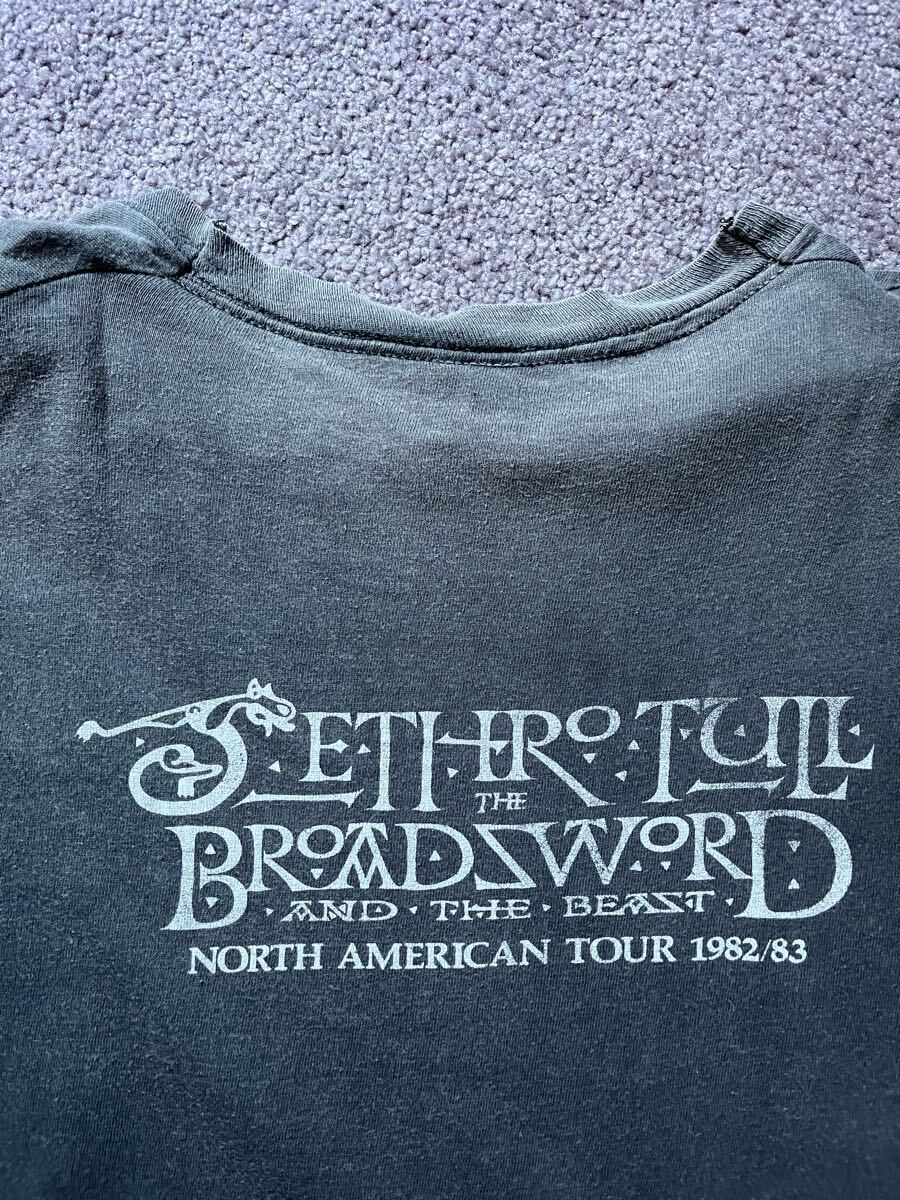 JETHRO TULL
THE
BROADSWORD
AND · THE · BEAST
NORTH AMERICAN TOUR 1982/83